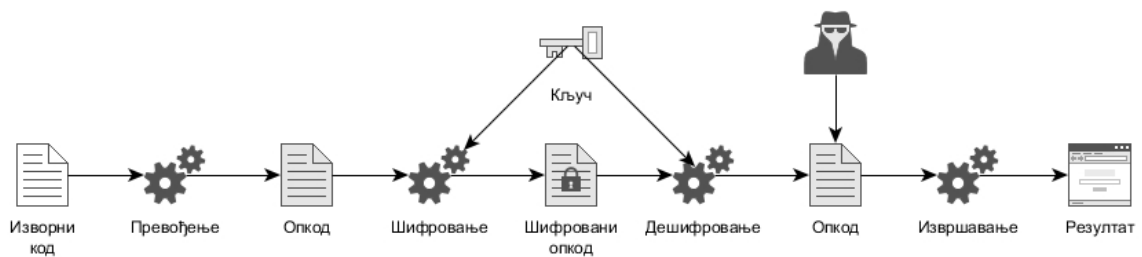 Кључ
Изворни
код
Превођење
Опкод
Шифровање
Шифровани
опкод
Дешифровање
Опкод
Извршавање
Резултат